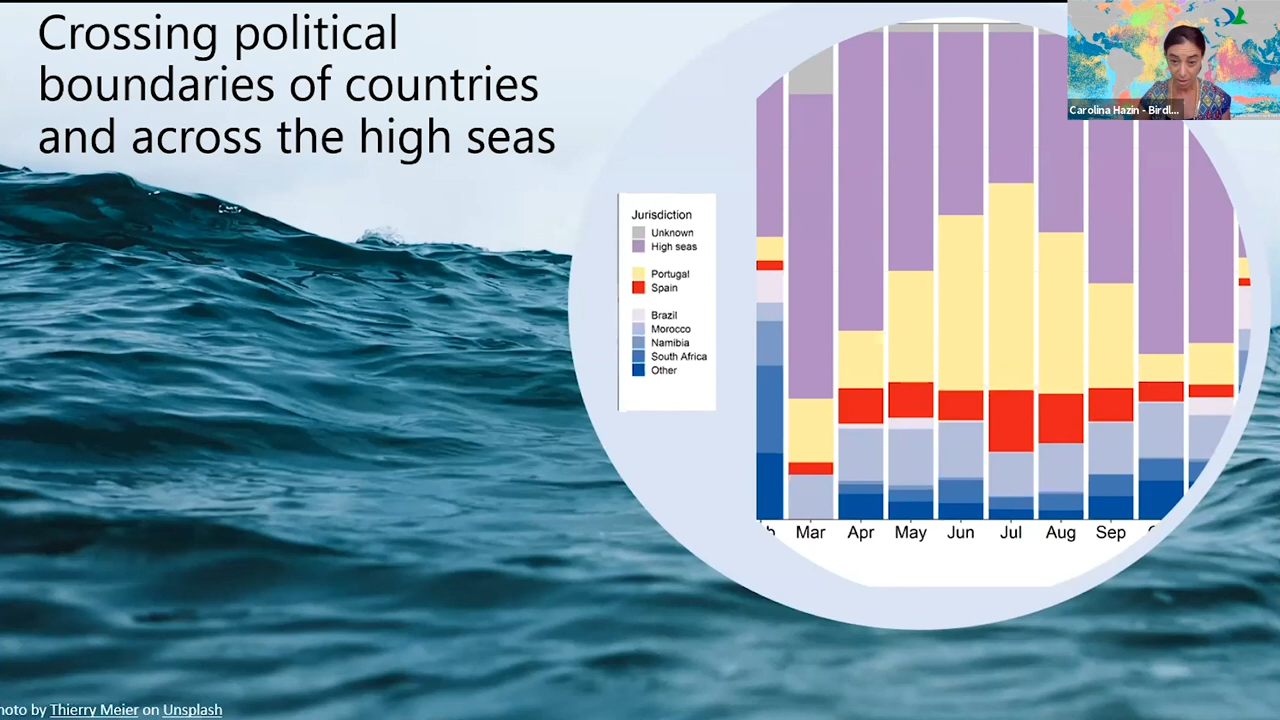 Crossing political
boundaries of countries
and across the high seas
Carolina Hazin - Birdl...
Jurisdiction
Unknown
High seas
Portugal
Spain
Brazil
Morocco
Namibia
South Africa
Other
b Mar Apr May Jun Jul Aug Sep
hoto by Thierry Meier on Unsplash